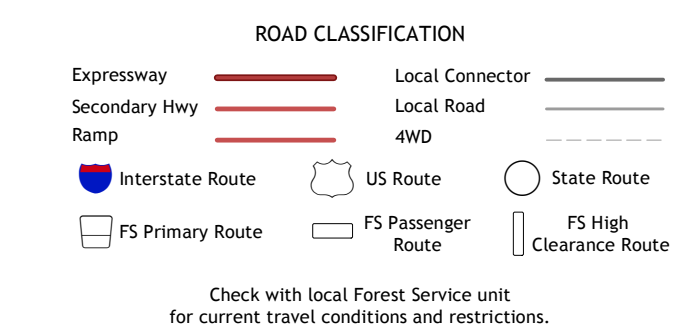 ROAD CLASSIFICATION
Expressway
Local Connector
Secondary Hwy
Local Road
Ramp
4WD
Interstate Route
US Route
State Route
FS Primary Route
FS Passenger
Route
FS High
Clearance Route
Check with local Forest Service unit
for current travel conditions and restrictions.